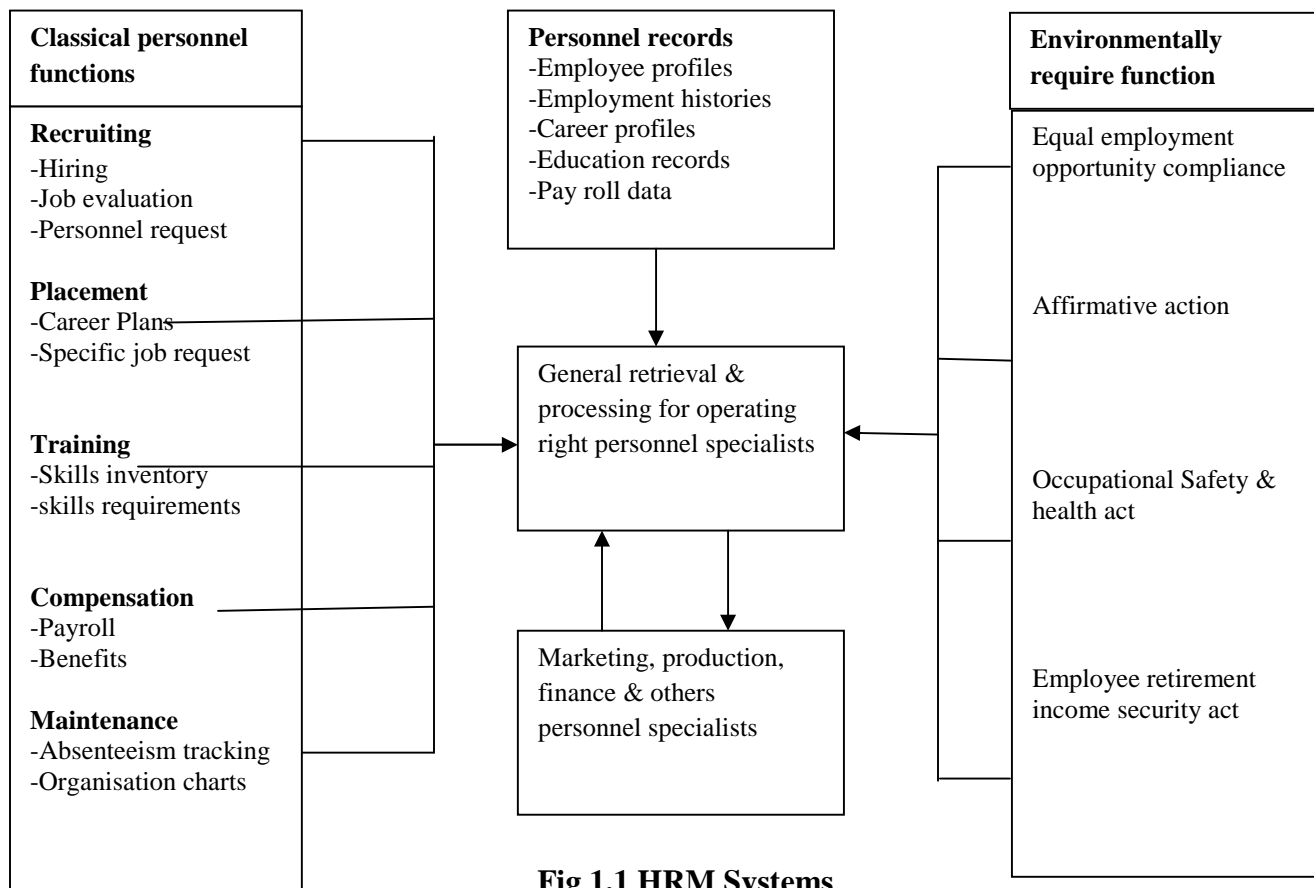 Classical personnel
functions
Recruiting
-Hiring
-Job evaluation
-Personnel request
Placement
-Career Plans
-Specific job request
Training
-Skills inventory
-skills requirements
Compensation
-Payroll
-Benefits
Maintenance
-Absenteeism tracking
-Organisation charts
Personnel records
-Employee profiles
-Employment histories
-Career profiles
-Education records
-Pay roll data
General retrieval &
processing for operating
right personnel specialists
Marketing, production,
finance & others
personnel specialists
Environmentally
require function
Equal employment
opportunity compliance
Affirmative action
Occupational Safety &
health act
Employee retirement
income security act
Fig 1.1 HRM Systems